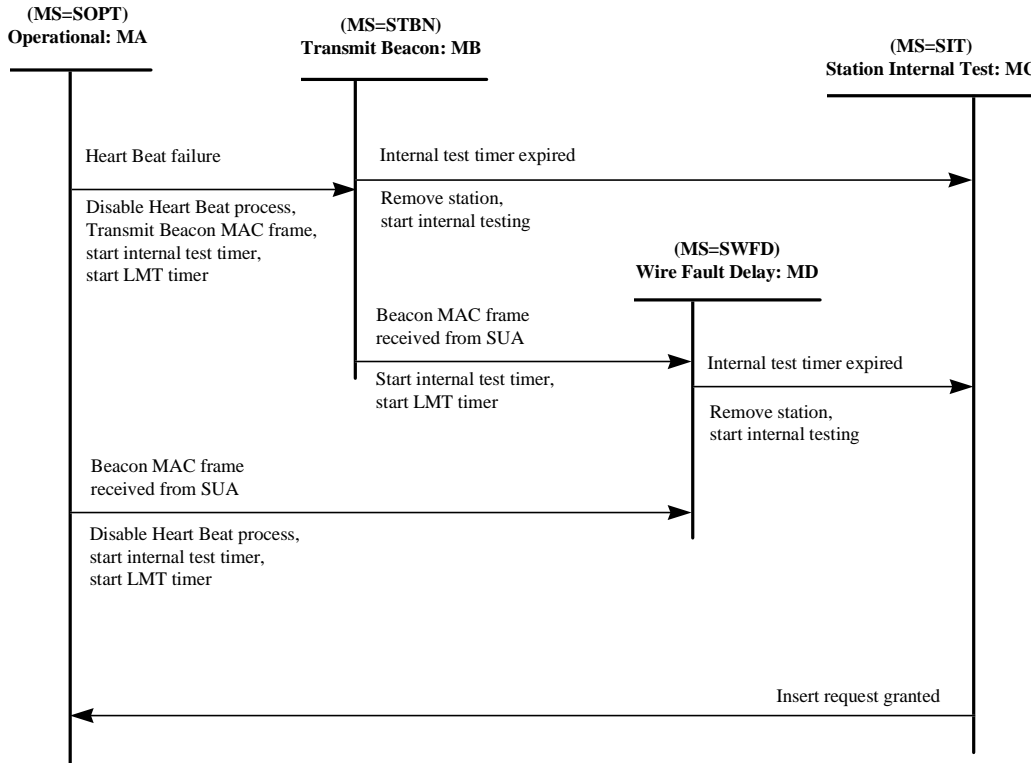 (MS=SOPT)
Operational: MA
(MS=STBN)
Transmit Beacon: MB
(MS=SIT)
Station Internal Test: MC
Heart Beat failure
Disable Heart Beat process,
Transmit Beacon MAC frame,
start internal test timer,
start LMT timer
Internal test timer expired
Remove station,
start internal testing
(MS=SWFD)
Wire Fault Delay: MD
Beacon MAC frame
received from SUA
Start internal test timer,
start LMT timer
Internal test timer expired
Remove station,
start internal testing
Beacon MAC frame
received from SUA
Disable Heart Beat process,
start internal test timer,
start LMT timer
Insert request granted